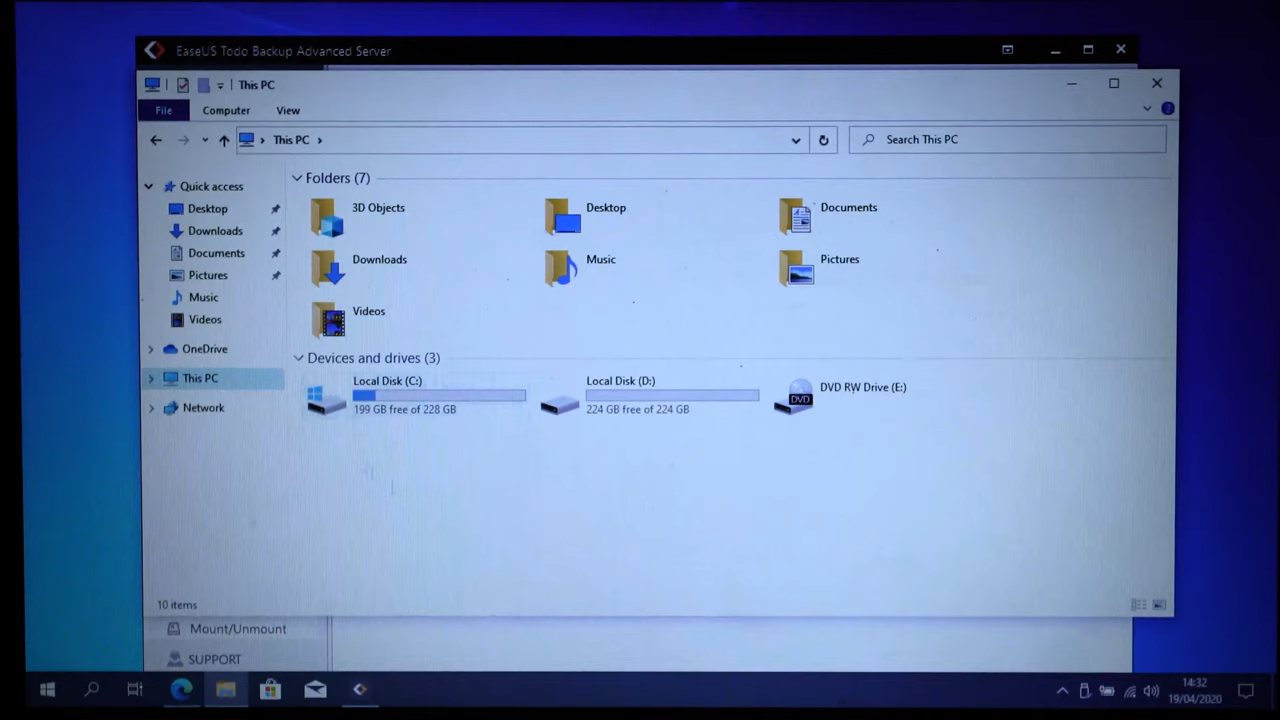 EaseUS Todo Backup Advanced Server
This PC
File Computer View
This PC
Search This PC
Quick access
Desktop
Downloads
Documents
Pictures
Music
Videos
OneDrive
This PC
Network
Folders (7)
3D Objects
Desktop
Documents
Downloads
Music
Pictures
Videos
Devices and drives (3)
Local Disk (C:)
199 GB free of 228 GB
Local Disk (D:)
224 GB free of 224 GB
DVD
DVD RW Drive (E:)
10 items
Mount/Unmount
SUPPORT
14:32
19/04/2020